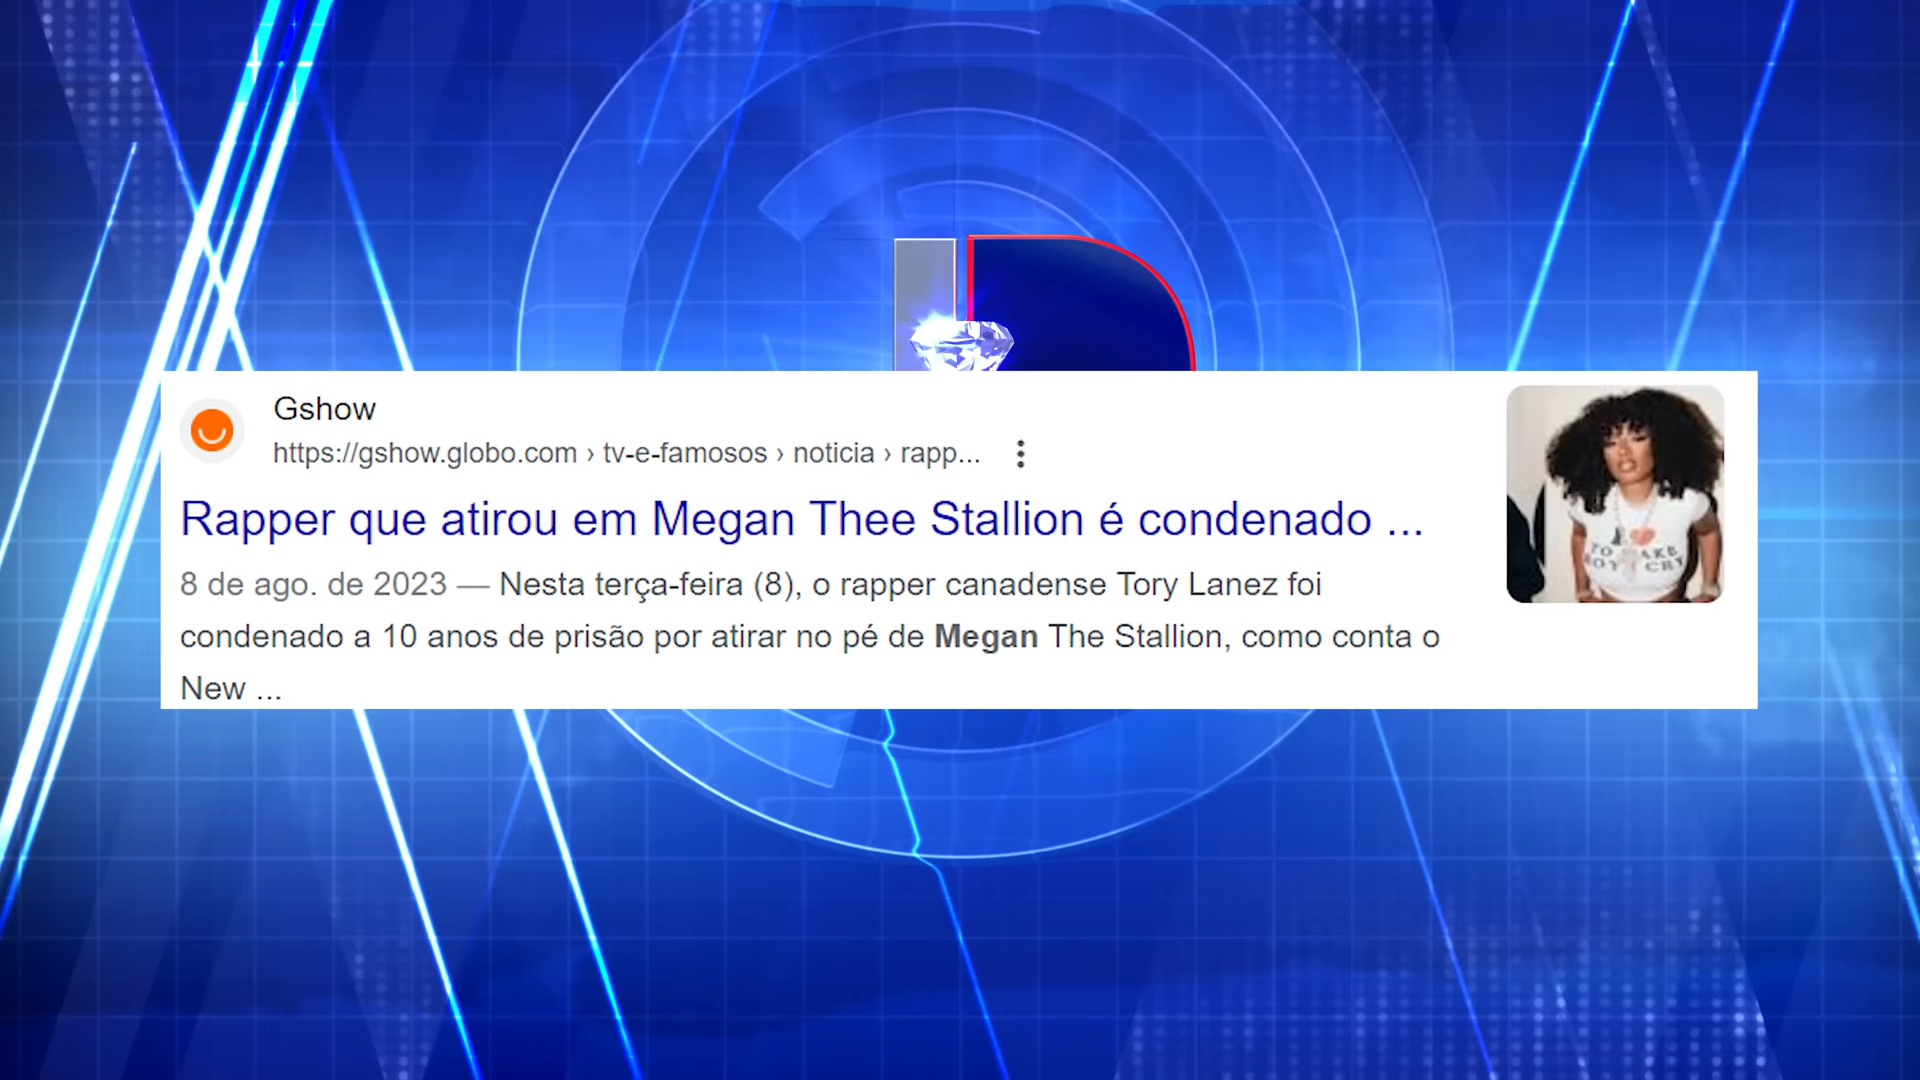 Gshow
https://gshow.globo.com › tv-e-famosos › noticia › rapp...
Rapper que atirou em Megan Thee Stallion é condenado ...
8 de ago. de 2023 — Nesta terça-feira (8), o rapper canadense Tory Lanez foi
condenado a 10 anos de prisão por atirar no pé de Megan The Stallion, como conta o
New ...